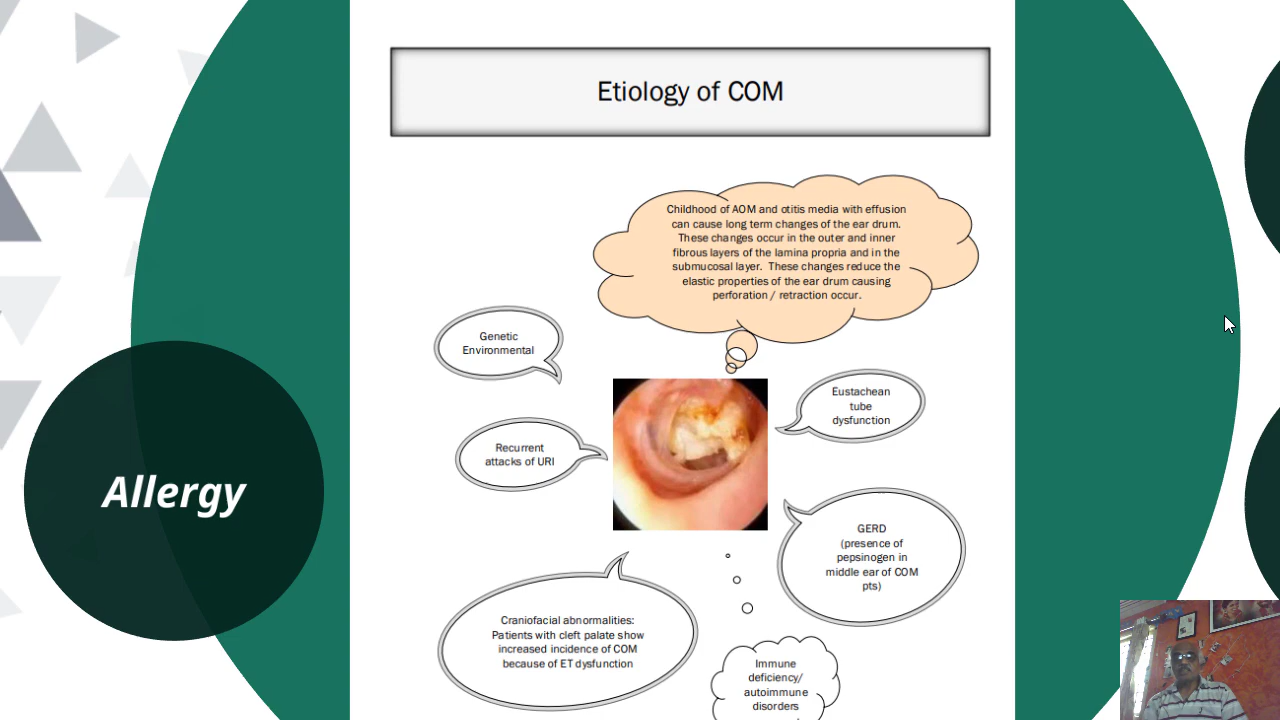 Etiology of COM
Childhood of AOM and otitis media with effusion
can cause long term changes of the ear drum.
These changes occur in the outer and inner
fibrous layers of the lamina propria and in the
submucosal layer.  These changes reduce the
elastic properties of the ear drum causing
perforation / retraction occur.
Genetic
Environmental
Eustachean
tube
dysfunction
Recurrent
attacks of URI
Allergy
GERD
(presence of
pepsinogen in
middle ear of COM
pts)
Craniofacial abnormalities:
Patients with cleft palate show
increased incidence of COM
because of ET dysfunction
Immune
deficiency/
autoimmune
disorders